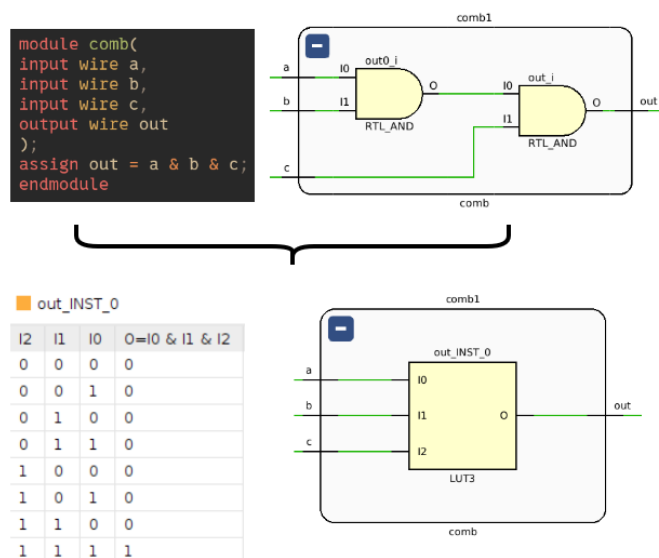 module comb(
input wire a,
input wire b,
input wire c,
output wire out
);
assign out = a & b & c;
endmodule
comb1
out0_i
a I0
O
b I1
RTL_AND
out_i
I0
O out
I1
RTL_AND
c
comb
out_INST_0
I2 I1 I0 O=I0 & I1 & I2
0 0 0 0
0 0 1 0
0 1 0 0
0 1 1 0
1 0 0 0
1 0 1 0
1 1 0 0
1 1 1 1
comb1
out_INST_0
a I0
b I1 O out
c I2
LUT3
comb